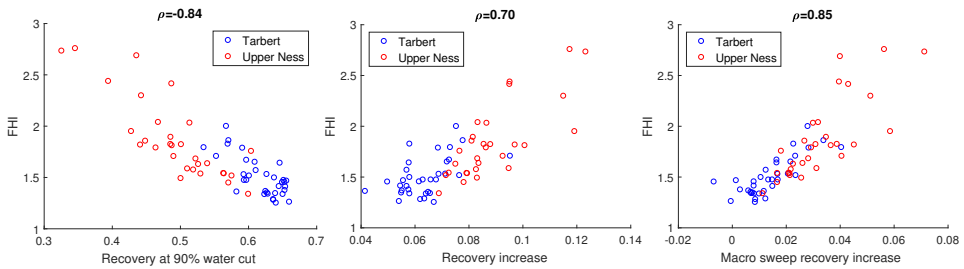 ρ=-0.84
3
2.5
2
1.5
1
FHI
Tarbert
Upper Ness
0.3 0.4 0.5 0.6 0.7
Recovery at 90% water cut
ρ=0.70
3
2.5
2
1.5
1
FHI
Tarbert
Upper Ness
0.04 0.06 0.08 0.1 0.12 0.14
Recovery increase
ρ=0.85
3
2.5
2
1.5
1
FHI
Tarbert
Upper Ness
-0.02 0 0.02 0.04 0.06 0.08
Macro sweep recovery increase